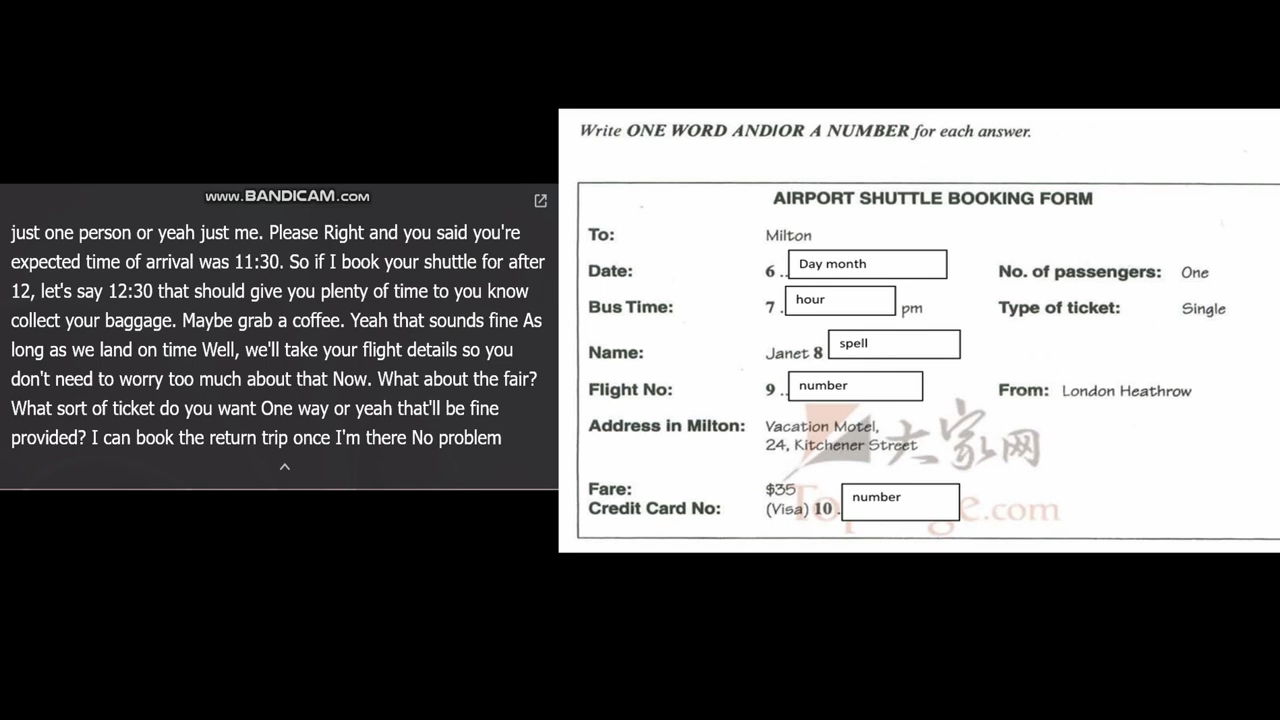 www.BANDICAM.com
just one person or yeah just me. Please Right and you said you're
expected time of arrival was 11:30. So if I book your shuttle for after
12, let's say 12:30 that should give you plenty of time to you know
collect your baggage. Maybe grab a coffee. Yeah that sounds fine As
long as we land on time Well, we'll take your flight details so you
don't need to worry too much about that Now. What about the fair?
What sort of ticket do you want One way or yeah that'll be fine
provided? I can book the return trip once I'm there No problem
Write ONE WORD AND/OR A NUMBER for each answer.
AIRPORT SHUTTLE BOOKING FORM
To: Milton
Date: 6 .. Day month No. of passengers: One
Bus Time: 7 . hour pm Type of ticket: Single
Name: Janet 8 spell
Flight No: 9 .. number From: London Heathrow
Address in Milton: Vacation Motel,
24, Kitchener Street
大家网
Fare: $35
Credit Card No: (Visa) 10 . number
.com